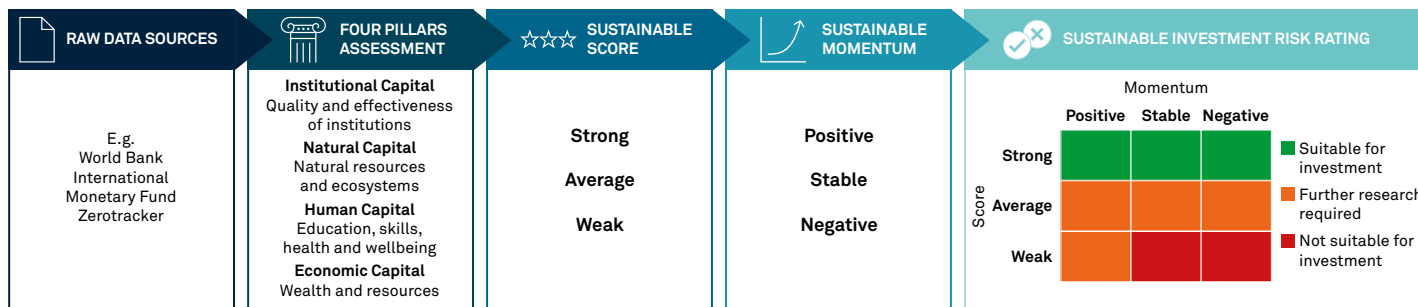 RAW DATA SOURCES
FOUR PILLARS
ASSESSMENT
SUSTAINABLE
SCORE
SUSTAINABLE
MOMENTUM
SUSTAINABLE INVESTMENT RISK RATING
E.g.
World Bank
International
Monetary Fund
Zerotracker
Institutional Capital
Quality and effectiveness
of institutions
Natural Capital
Natural resources
and ecosystems
Human Capital
Education, skills,
health and wellbeing
Economic Capital
Wealth and resources
Strong
Average
Weak
Positive
Stable
Negative
Momentum
Positive Stable Negative
Score
Strong
Average
Weak
Suitable for
investment
Further research
required
Not suitable for
investment